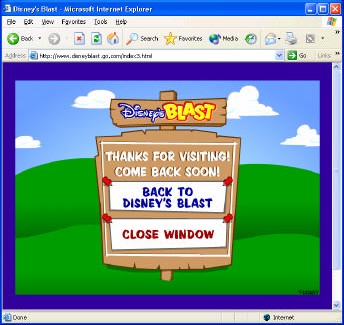 Disney's Blast - Microsoft Internet Explorer
File Edit View Favorites Tools Help
Back Search Favorites Media
Address http://www.disneyblast.go.com/index3.html Go Links
Disney's BLAST
THANKS FOR VISITING!
COME BACK SOON!
BACK TO
DISNEY'S BLAST
CLOSE WINDOW
Done Internet